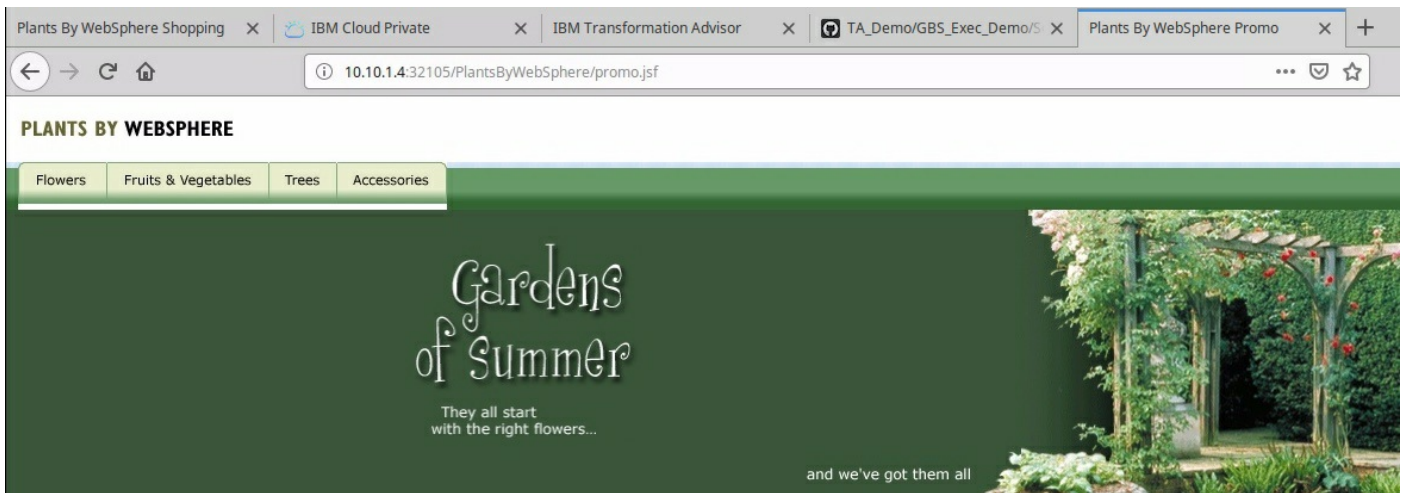 Plants By WebSphere Shopping
IBM Cloud Private
IBM Transformation Advisor
TA_Demo/GBS_Exec_Demo/S
Plants By WebSphere Promo
10.10.1.4:32105/PlantsByWebSphere/promo.jsf
PLANTS BY WEBSPHERE
Flowers
Fruits & Vegetables
Trees
Accessories
Gardens
of Summer
They all start
with the right flowers...
and we've got them all